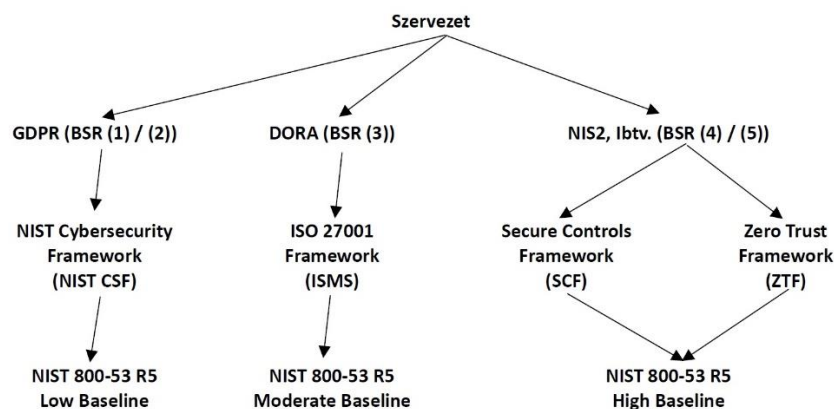 Szervezet
GDPR (BSR (1) / (2))
DORA (BSR (3))
NIS2, Ibtv. (BSR (4) / (5))
NIST Cybersecurity
Framework
(NIST CSF)
ISO 27001
Framework
(ISMS)
Secure Controls
Framework
(SCF)
Zero Trust
Framework
(ZTF)
NIST 800-53 R5
Low Baseline
NIST 800-53 R5
Moderate Baseline
NIST 800-53 R5
High Baseline